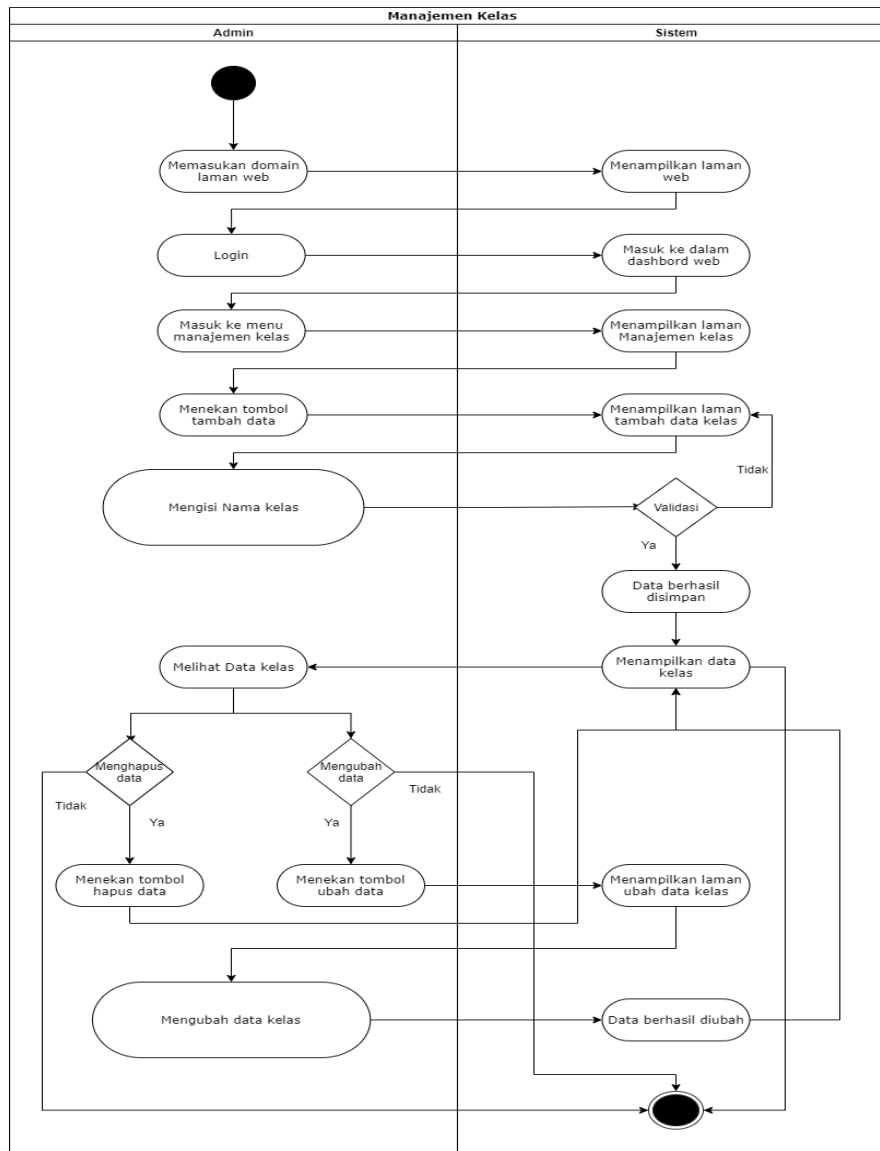 Manajemen Kelas
Admin
Sistem
Memasukan domain
laman web
Menampilkan laman
web
Login
Masuk ke dalam
dashbord web
Masuk ke menu
manajemen kelas
Menampilkan laman
Manajemen kelas
Menekan tombol
tambah data
Menampilkan laman
tambah data kelas
Tidak
Mengisi Nama kelas
Validasi
Ya
Data berhasil
disimpan
Melihat Data kelas
Menampilkan data
kelas
Menghapus
data
Mengubah
data
Tidak
Tidak
Ya
Ya
Menekan tombol
hapus data
Menekan tombol
ubah data
Menampilkan laman
ubah data kelas
Mengubah data kelas
Data berhasil diubah